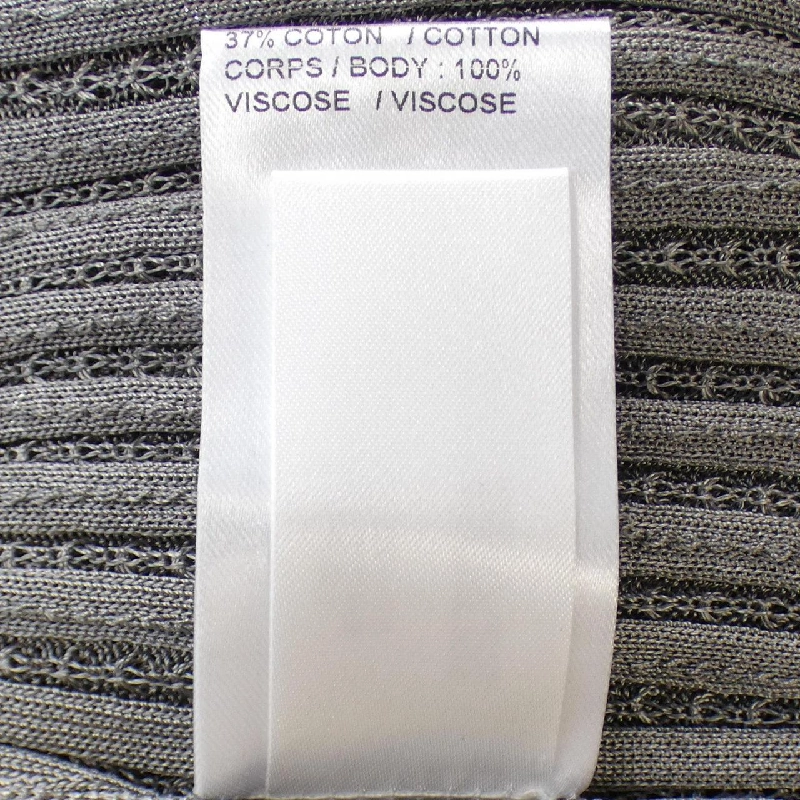 37% COTON / COTTON
CORPS / BODY : 100%
VISCOSE / VISCOSE